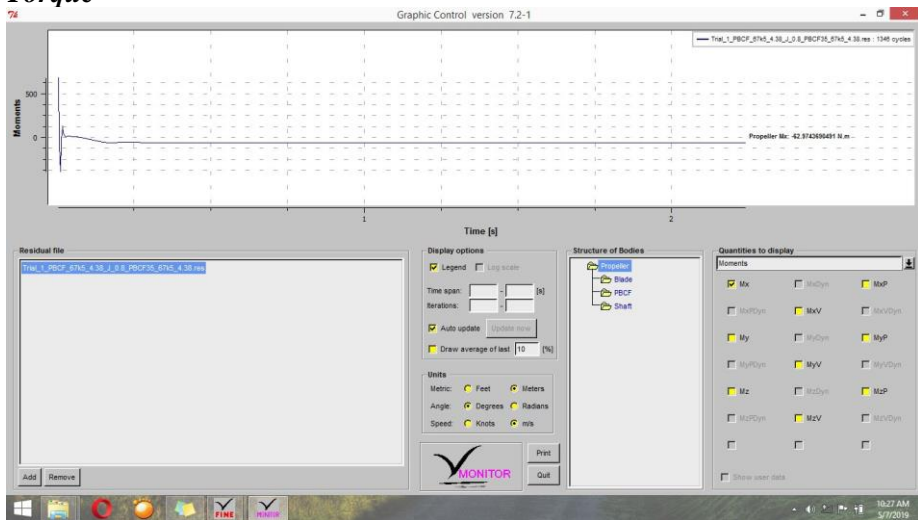 Torque
Graphic Control version 7.2-1
Trial_1_PBCF_67k5_4.38_J_0.8_PBCF35_67k5_4.38.res : 1346 cycles
500
0
Moments
Propeller Mx: -62.9742690491 N.m
1
2
Time [s]
Residual file
Trial_1_PBCF_67k5_4.38_J_0.8_PBCF35_67k5_4.38.res
Add
Remove
Display options
Legend
Log scale
Time span:
-
[s]
Iterations:
-
Auto update
Update now
Draw average of last
10
[%]
Units
Metric:
Feet
Meters
Angle:
Degrees
Radians
Speed:
Knots
m/s
MONITOR
Print
Quit
Structure of Bodies
Propeller
Blade
PBCF
Shaft
Quantities to display
Moments
Mx
MxDyn
MxP
MxPDyn
MxV
MxVDyn
My
MyDyn
MyP
MyPDyn
MyV
MyVDyn
Mz
MzDyn
MzP
MzPDyn
MzV
MzVDyn
Show user data
FINE
MONITOR
10:27 AM
5/7/2019